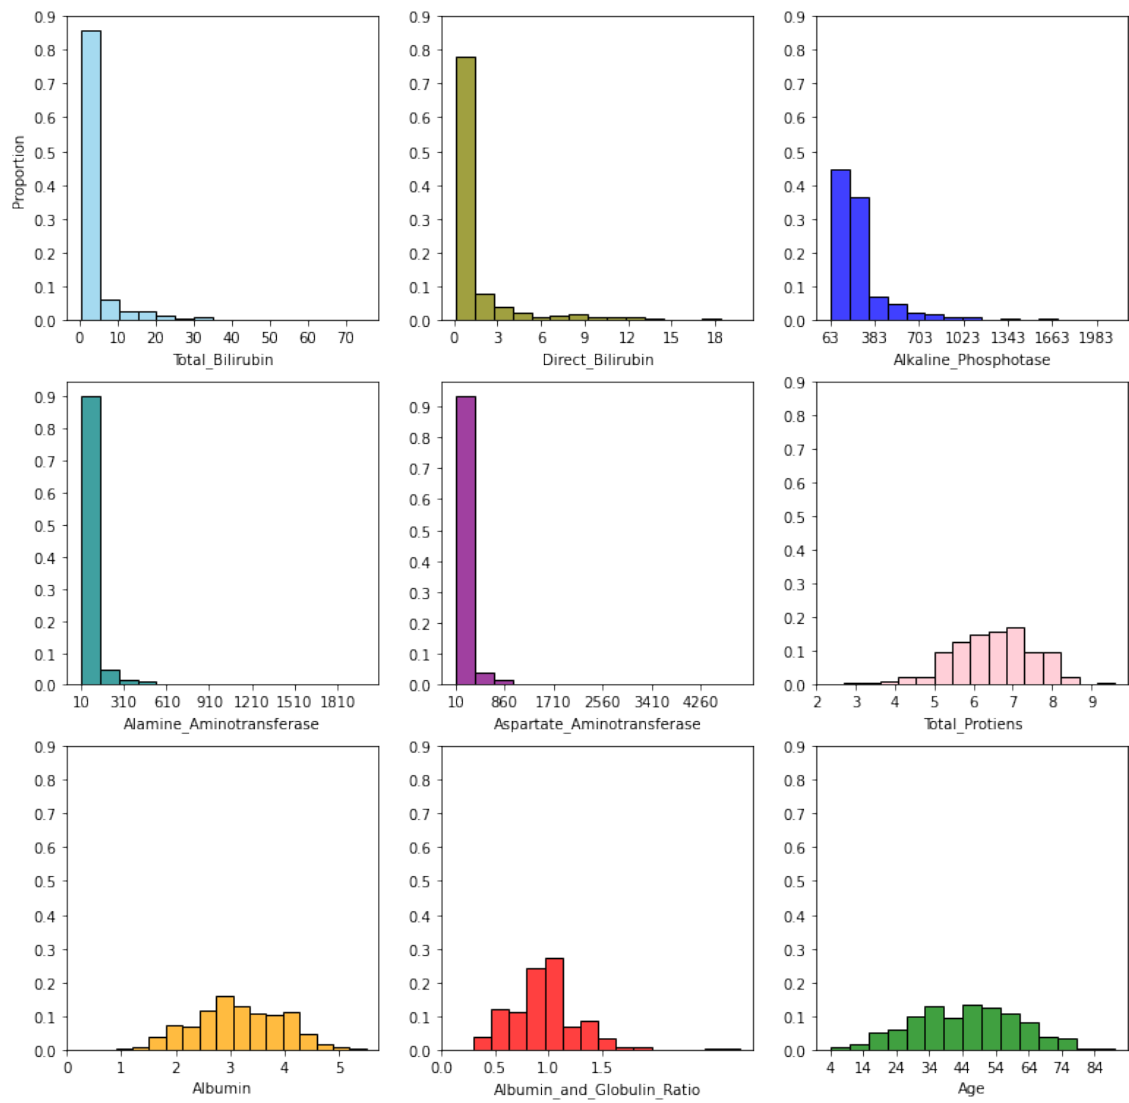 0.9 0.9 0.9
0.8 0.8 0.8
0.7 0.7 0.7
0.6 0.6 0.6
0.5 0.5 0.5
0.4 0.4 0.4
0.3 0.3 0.3
0.2 0.2 0.2
0.1 0.1 0.1
0.0 0.0 0.0
Proportion
0 10 20 30 40 50 60 70 0 3 6 9 12 15 18 63 383 703 1023 1343 1663 1983
Total_Bilirubin Direct_Bilirubin Alkaline_Phosphotase
0.9 0.9 0.9
0.8 0.8 0.8
0.7 0.7 0.7
0.6 0.6 0.6
0.5 0.5 0.5
0.4 0.4 0.4
0.3 0.3 0.3
0.2 0.2 0.2
0.1 0.1 0.1
0.0 0.0 0.0
10 310 610 910 1210 1510 1810 10 860 1710 2560 3410 4260 2 3 4 5 6 7 8 9
Alamine_Aminotransferase Aspartate_Aminotransferase Total_Protiens
0.9 0.9 0.9
0.8 0.8 0.8
0.7 0.7 0.7
0.6 0.6 0.6
0.5 0.5 0.5
0.4 0.4 0.4
0.3 0.3 0.3
0.2 0.2 0.2
0.1 0.1 0.1
0.0 0.0 0.0
0 1 2 3 4 5 0.0 0.5 1.0 1.5 4 14 24 34 44 54 64 74 84
Albumin Albumin_and_Globulin_Ratio Age